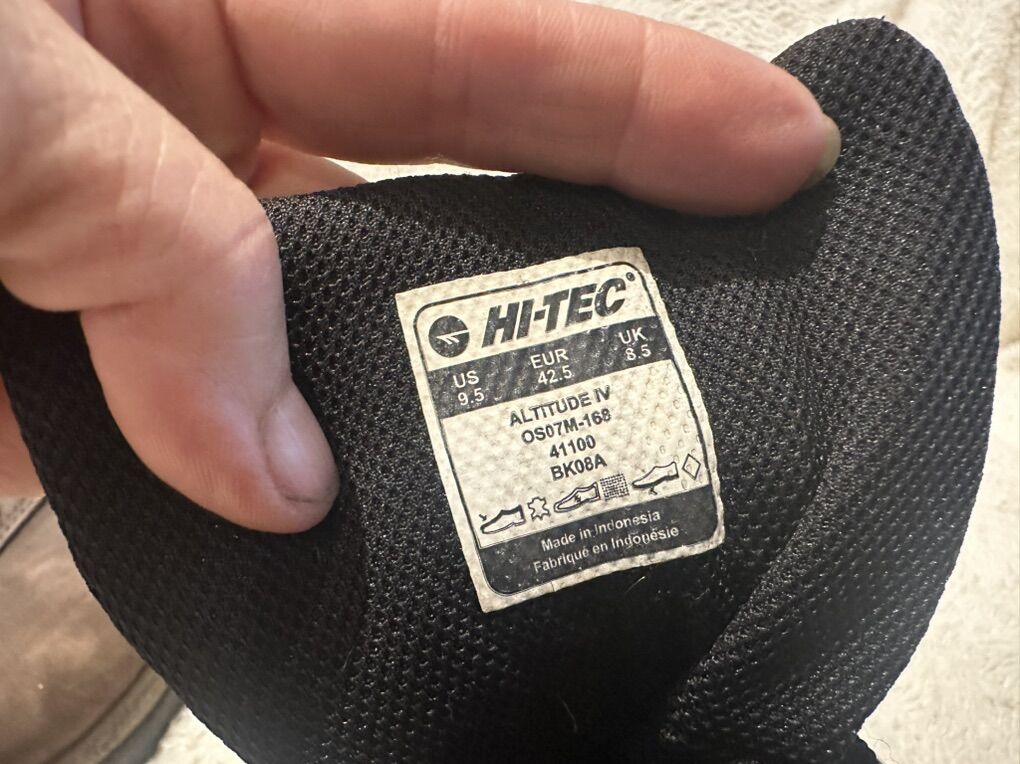 HI-TEC®
US EUR UK
9.5 42.5 8.5
ALTITUDE IV
OS07M-168
41100
BK08A
Made in Indonesia
Fabriqué en Indonésie